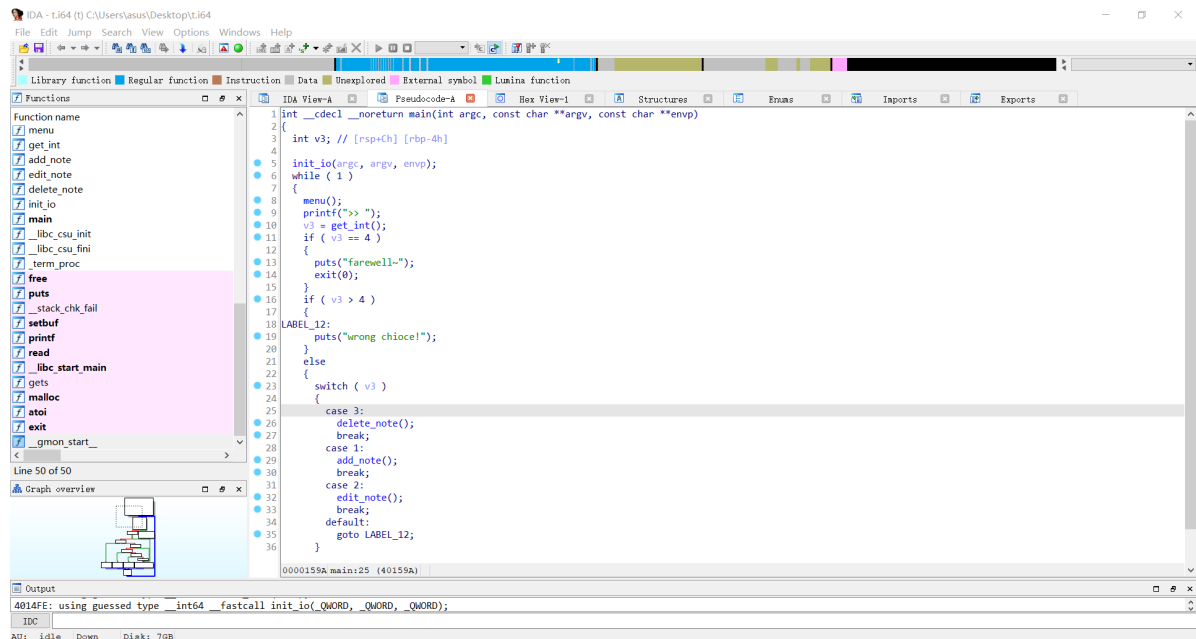 IDA - t.i64 (t) C:\Users\asus\Desktop\t.i64
File Edit Jump Search View Options Windows Help
Library function Regular function Instruction Data Unexplored External symbol Lumina function
Functions
IDA View-A Pseudocode-A Hex View-1 Structures Enums Imports Exports
Function name
menu
get_int
add_note
edit_note
delete_note
init_io
main
__libc_csu_init
__libc_csu_fini
_term_proc
free
puts
__stack_chk_fail
setbuf
printf
read
__libc_start_main
gets
malloc
atoi
exit
__gmon_start__
Line 50 of 50
Graph overview
1 int __cdecl __noreturn main(int argc, const char **argv, const char **envp)
2 {
3 int v3; // [rsp+Ch] [rbp-4h]
4
5 init_io(argc, argv, envp);
6 while ( 1 )
7 {
8 menu();
9 printf(">> ");
10 v3 = get_int();
11 if ( v3 == 4 )
12 {
13 puts("farewell~");
14 exit(0);
15 }
16 if ( v3 > 4 )
17 {
18 LABEL_12:
19 puts("wrong chioce!");
20 }
21 else
22 {
23 switch ( v3 )
24 {
25 case 3:
26 delete_note();
27 break;
28 case 1:
29 add_note();
30 break;
31 case 2:
32 edit_note();
33 break;
34 default:
35 goto LABEL_12;
36 }
0000159A main:25 (40159A)
Output
4014FE: using guessed type __int64 __fastcall init_io(_QWORD, _QWORD, _QWORD);
IDC
AU: idle Down Disk: 7GB